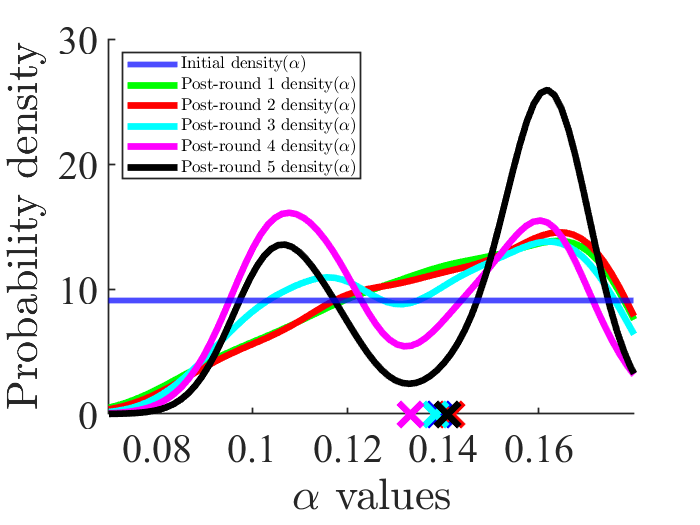 30
20
10
0
Probability density
Initial density(α)
Post-round 1 density(α)
Post-round 2 density(α)
Post-round 3 density(α)
Post-round 4 density(α)
Post-round 5 density(α)
0.08 0.1 0.12 0.14 0.16
α values